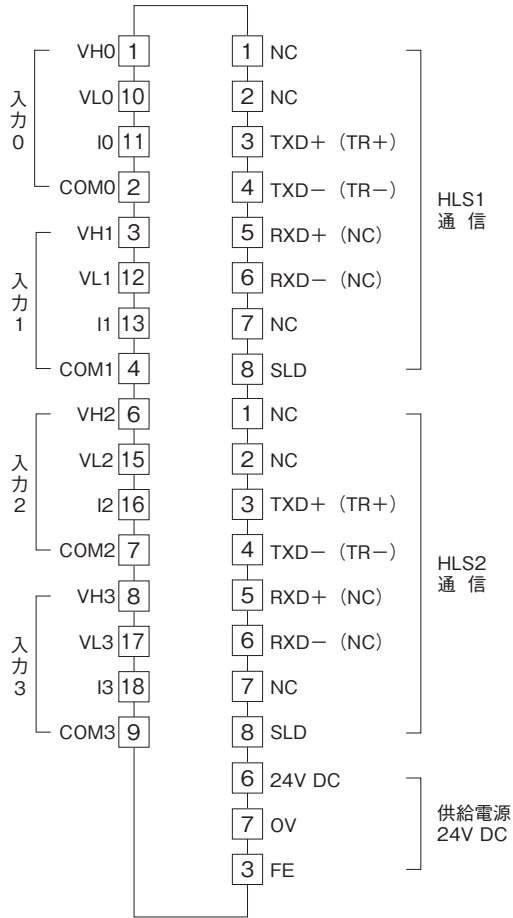 入力0
VH0 1
VL0 10
I0 11
COM0 2
入力1
VH1 3
VL1 12
I1 13
COM1 4
入力2
VH2 6
VL2 15
I2 16
COM2 7
入力3
VH3 8
VL3 17
I3 18
COM3 9
1 NC
2 NC
3 TXD+（TR+）
4 TXD−（TR−）
5 RXD+（NC）
6 RXD−（NC）
7 NC
8 SLD
HLS1
通 信
1 NC
2 NC
3 TXD+（TR+）
4 TXD−（TR−）
5 RXD+（NC）
6 RXD−（NC）
7 NC
8 SLD
HLS2
通 信
6 24V DC
7 0V
3 FE
供給電源
24V DC